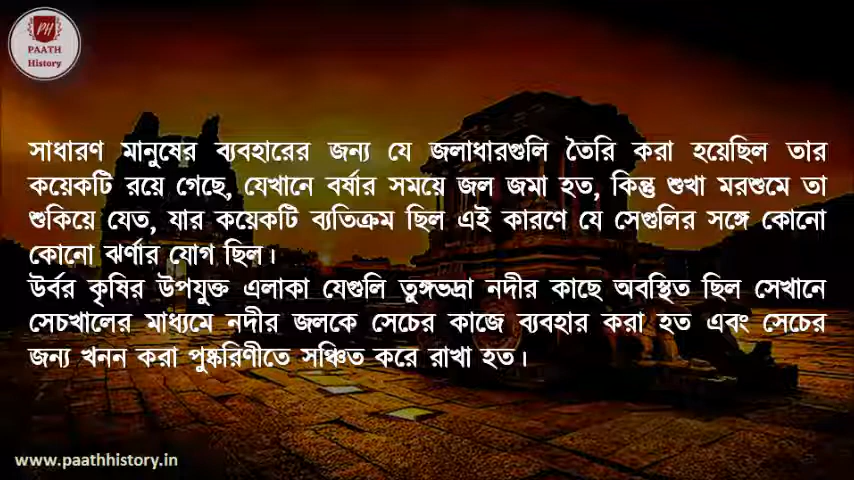 PH
PAATH
History
সাধারণ মানুষের ব্যবহারের জন্য যে জলাধারগুলি তৈরি করা হয়েছিল তার
কয়েকটি রয়ে গেছে, যেখানে বর্ষার সময়ে জল জমা হত, কিন্তু শুখা মরশুমে তা
শুকিয়ে যেত, যার কয়েকটি ব্যতিক্রম ছিল এই কারণে যে সেগুলির সঙ্গে কোনো
কোনো ঝর্ণার যোগ ছিল।
উর্বর কৃষির উপযুক্ত এলাকা যেগুলি তুঙ্গভদ্রা নদীর কাছে অবস্থিত ছিল সেখানে
সেচখালের মাধ্যমে নদীর জলকে সেচের কাজে ব্যবহার করা হত এবং সেচের
জন্য খনন করা পুষ্করিণীতে সঞ্চিত করে রাখা হত।
www.paathhistory.in